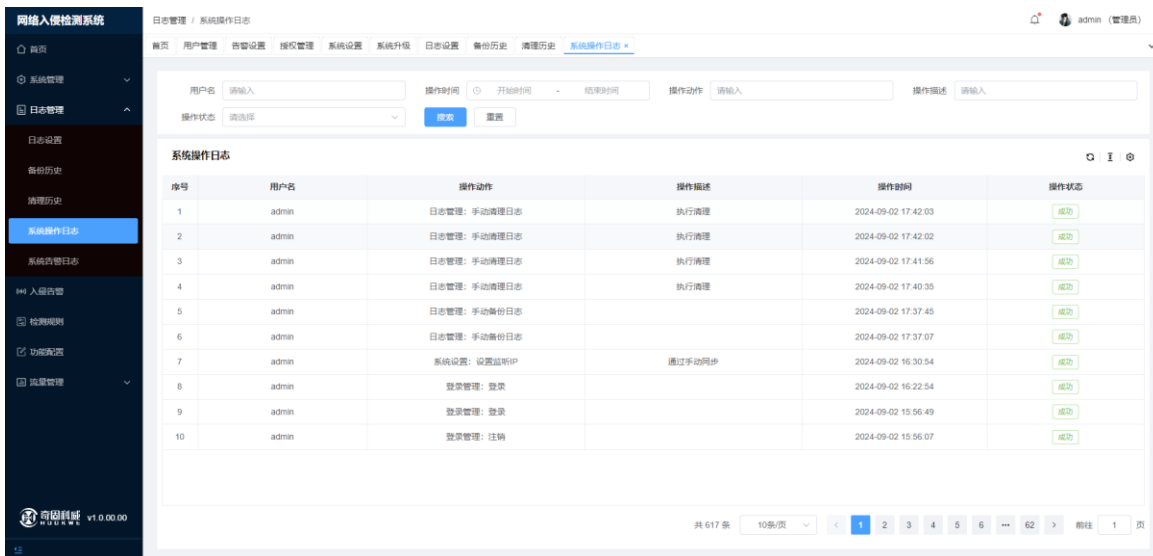 网络入侵检测系统
日志管理 / 系统操作日志
admin (管理员)
首页
系统管理
日志管理
日志设置
备份历史
清理历史
系统操作日志
系统告警日志
入侵告警
检测规则
功能配置
流量管理
v1.0.00.00
首页 用户管理 告警设置 授权管理 系统设置 系统升级 日志设置 备份历史 清理历史 系统操作日志 ×
用户名 请输入 操作时间 开始时间 - 结束时间 操作动作 请输入 操作描述 请输入
操作状态 请选择 搜索 重置
系统操作日志
序号 用户名 操作动作 操作描述 操作时间 操作状态
1 admin 日志管理：手动清理日志 执行清理 2024-09-02 17:42:03 成功
2 admin 日志管理：手动清理日志 执行清理 2024-09-02 17:42:02 成功
3 admin 日志管理：手动清理日志 执行清理 2024-09-02 17:41:56 成功
4 admin 日志管理：手动清理日志 执行清理 2024-09-02 17:40:35 成功
5 admin 日志管理：手动备份日志 2024-09-02 17:37:45 成功
6 admin 日志管理：手动备份日志 2024-09-02 17:37:07 成功
7 admin 系统设置：设置监听IP 通过手动同步 2024-09-02 16:30:54 成功
8 admin 登录管理：登录 2024-09-02 16:22:54 成功
9 admin 登录管理：登录 2024-09-02 15:56:49 成功
10 admin 登录管理：注销 2024-09-02 15:56:07 成功
共 617 条 10条/页 < 1 2 3 4 5 6 ••• 62 > 前往 1 页